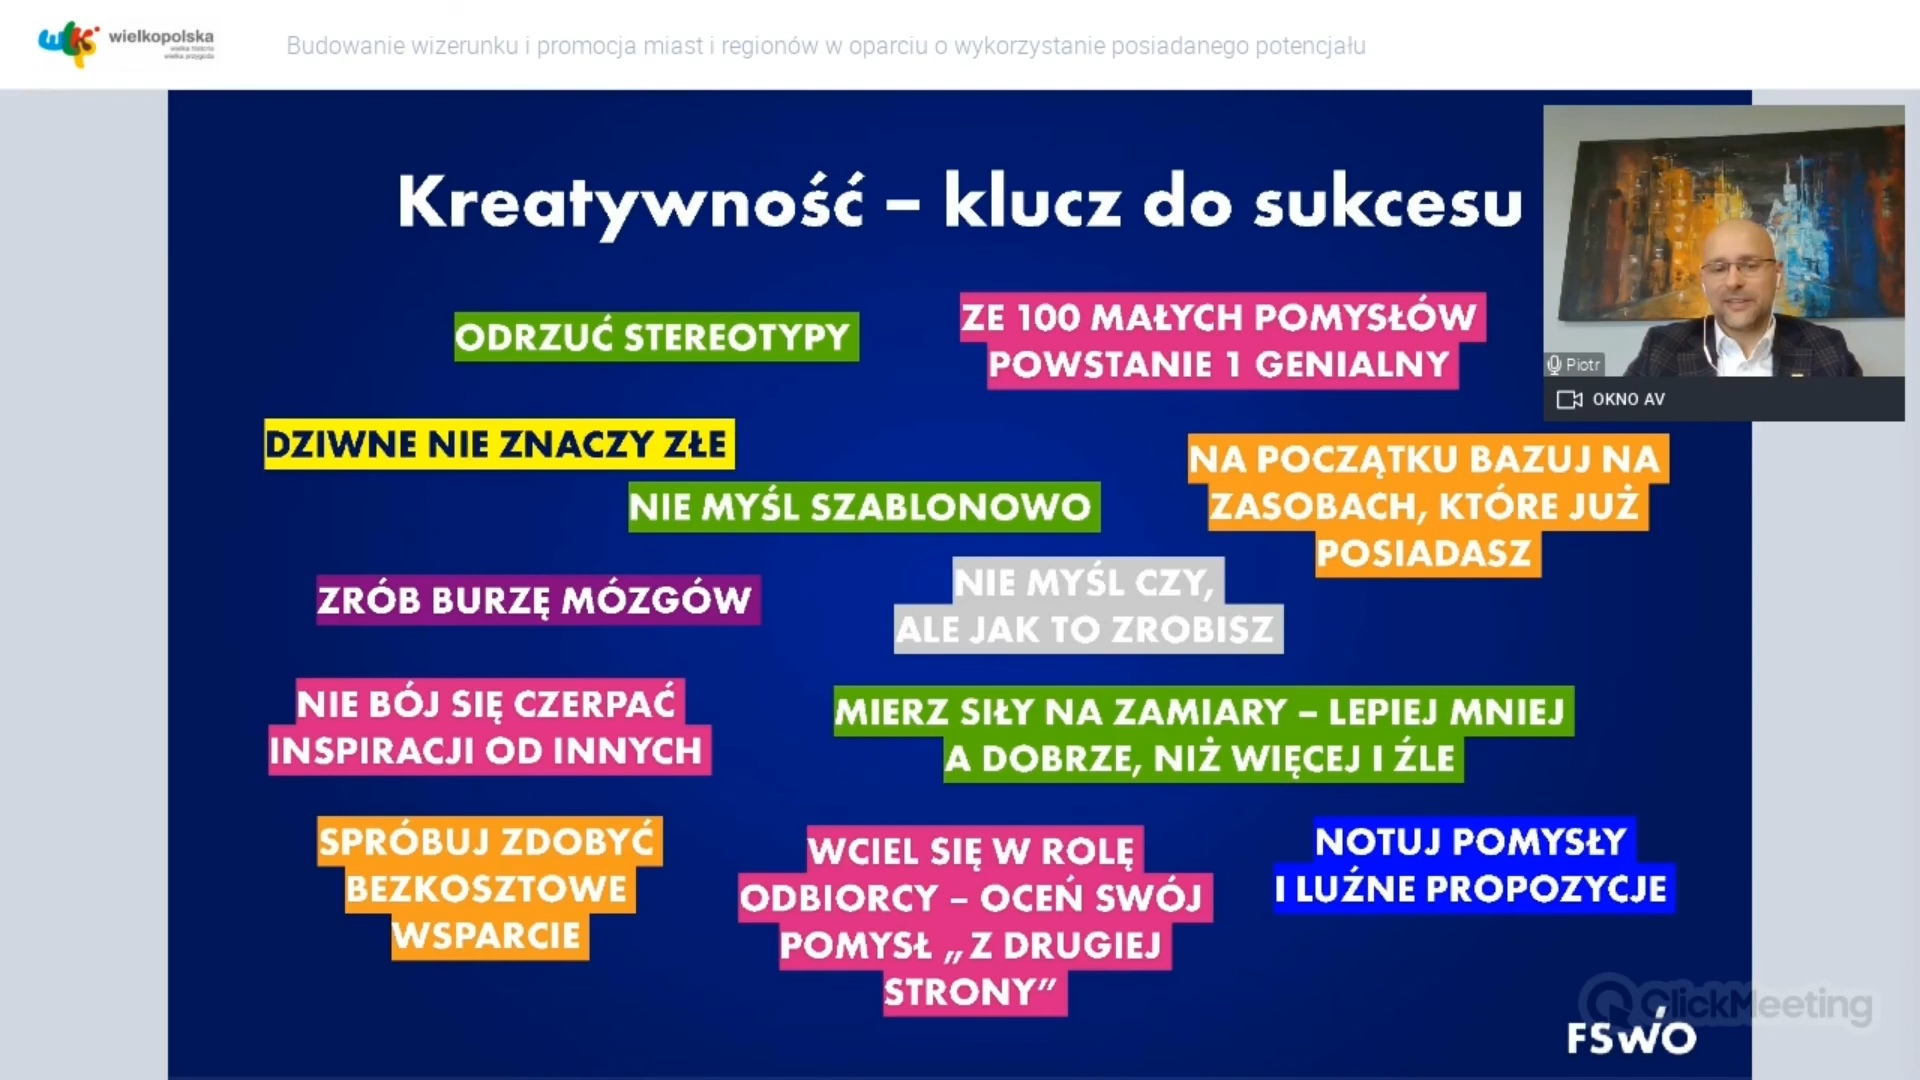 wielkopolska
wielka historia
wielka przygoda
Budowanie wizerunku i promocja miast i regionów w oparciu o wykorzystanie posiadanego potencjału
Kreatywność – klucz do sukcesu
ODRZUĆ STEREOTYPY
ZE 100 MAŁYCH POMYSŁÓW
POWSTANIE 1 GENIALNY
Piotr
OKNO AV
DZIWNE NIE ZNACZY ZŁE
NIE MYŚL SZABLONOWO
NA POCZĄTKU BAZUJ NA
ZASOBACH, KTÓRE JUŻ
POSIADASZ
ZRÓB BURZĘ MÓZGÓW
NIE MYŚL CZY,
ALE JAK TO ZROBISZ
NIE BÓJ SIĘ CZERPAĆ
INSPIRACJI OD INNYCH
MIERZ SIŁY NA ZAMIARY – LEPIEJ MNIEJ
A DOBRZE, NIŻ WIĘCEJ I ŹLE
SPRÓBUJ ZDOBYĆ
BEZKOSZTOWE
WSPARCIE
WCIEL SIĘ W ROLĘ
ODBIORCY – OCEŃ SWÓJ
POMYSŁ „ Z DRUGIEJ
STRONY”
NOTUJ POMYSŁY
I LUŹNE PROPOZYCJE
ClickMeeting
FSWO